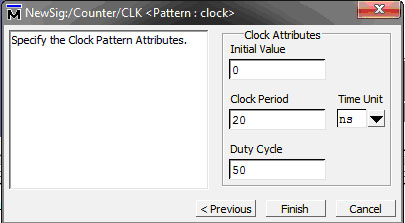 NewSig:/Counter/CLK <Pattern : clock>
Specify the Clock Pattern Attributes.
Clock Attributes
Initial Value
0
Clock Period
Time Unit
20
ns
Duty Cycle
50
< Previous
Finish
Cancel